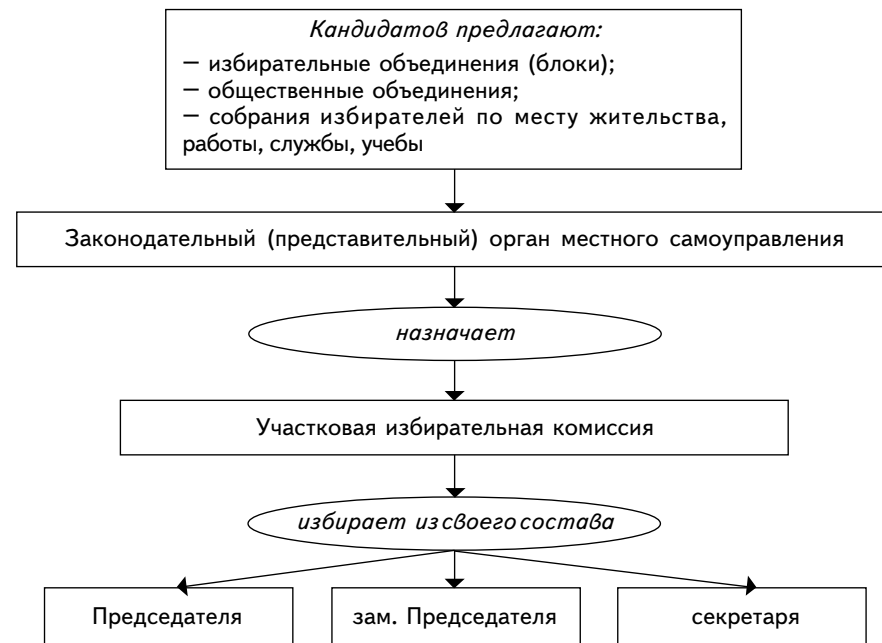 Кандидатов предлагают:
— избирательные объединения (блоки);
— общественные объединения;
— собрания избирателей по месту жительства,
работы, службы, учебы
Законодательный (представительный) орган местного самоуправления
назначает
Участковая избирательная комиссия
избирает из своего состава
Председателя
зам. Председателя
секретаря